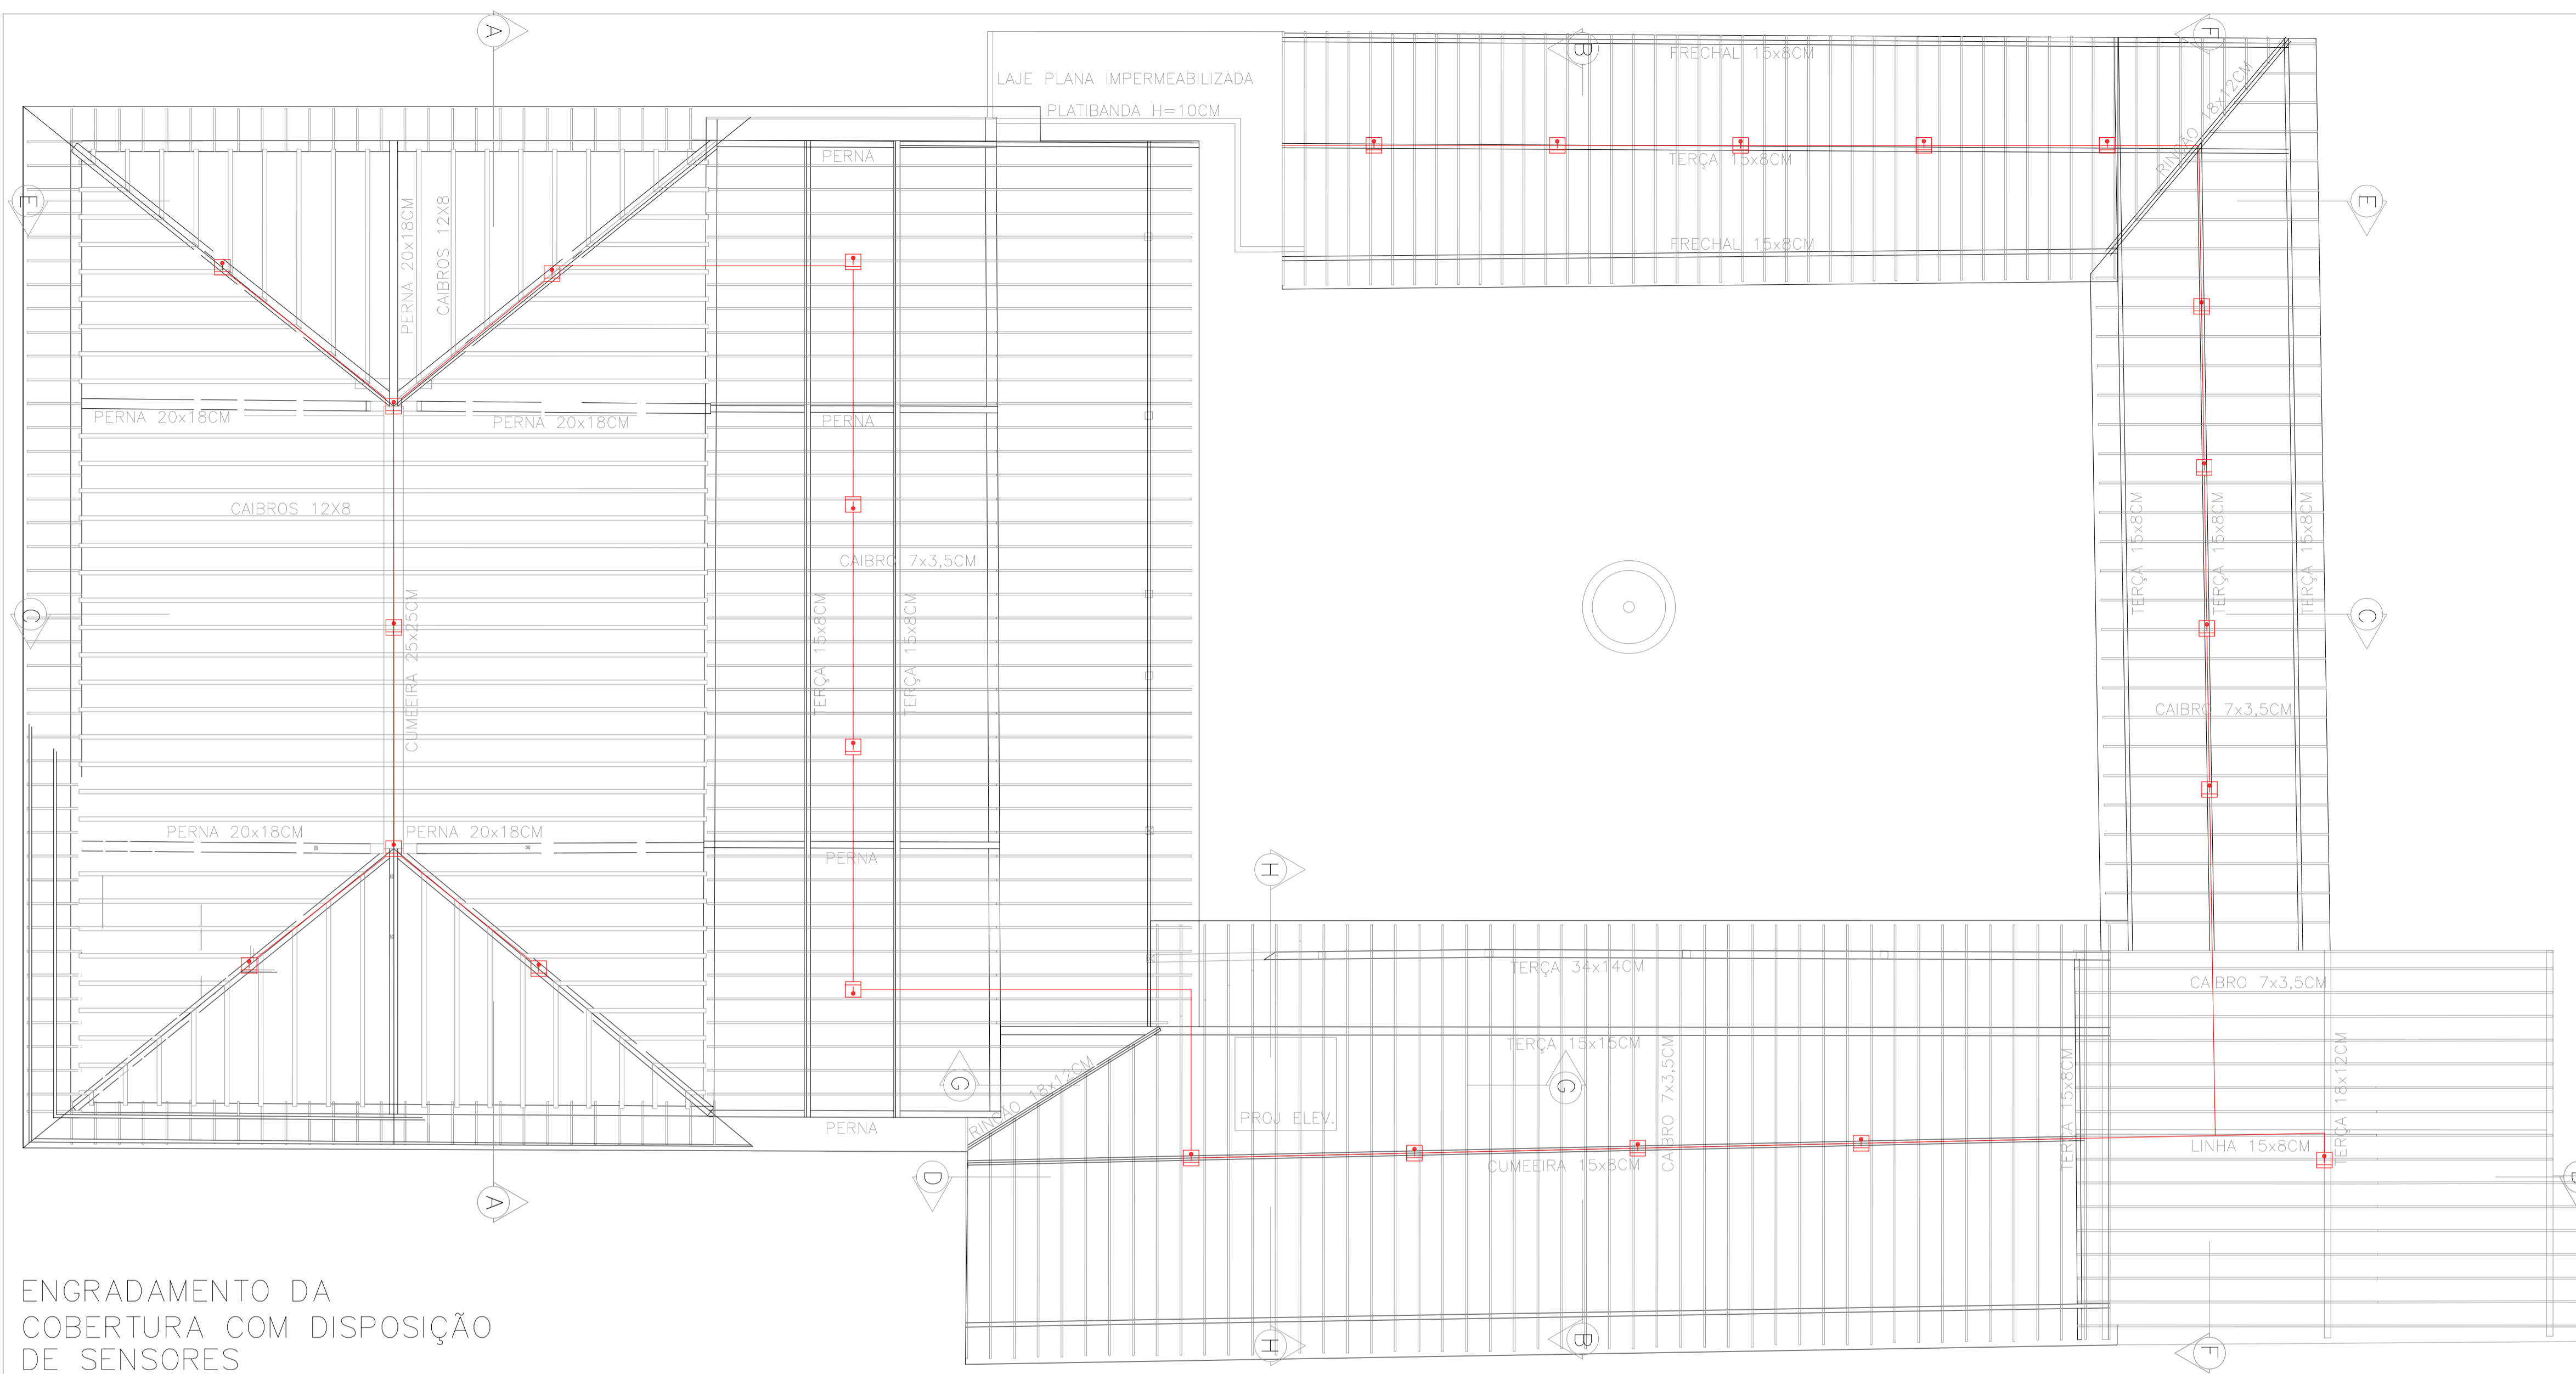 A
B
F
FRECHAL 15x8CM
LAJE PLANA IMPERMEABILIZADA
PLATIBANDA H=10CM
RINCÃO 18x12CM
PERNA
TERÇA 15x8CM
E
PERNA 20x18CM
CAIBROS 12X8
E
FRECHAL 15x8CM
PERNA 20x18CM
PERNA 20x18CM
PERNA
CAIBROS 12X8
CAIBRO 7x3,5CM
TERÇA 15x8CM
TERÇA 15x8CM
TERÇA 15x8CM
C
CUMEEIRA 25x25CM
TERÇA 15x8CM
TERÇA 15x8CM
C
CAIBRO 7x3,5CM
PERNA 20x18CM
PERNA 20x18CM
PERNA
H
TERÇA 34x14CM
CAIBRO 7x3,5CM
TERÇA 15x15CM
G
RINCÃO 18x12CM
G
CAIBRO 7x3,5CM
TERÇA 15x8CM
TERÇA 18x12CM
PROJ ELEV.
PERNA
LINHA 15x8CM
CUMEEIRA 15x8CM
D
A
H
B
F
ENGRADAMENTO DA
COBERTURA COM DISPOSIÇÃO
DE SENSORES